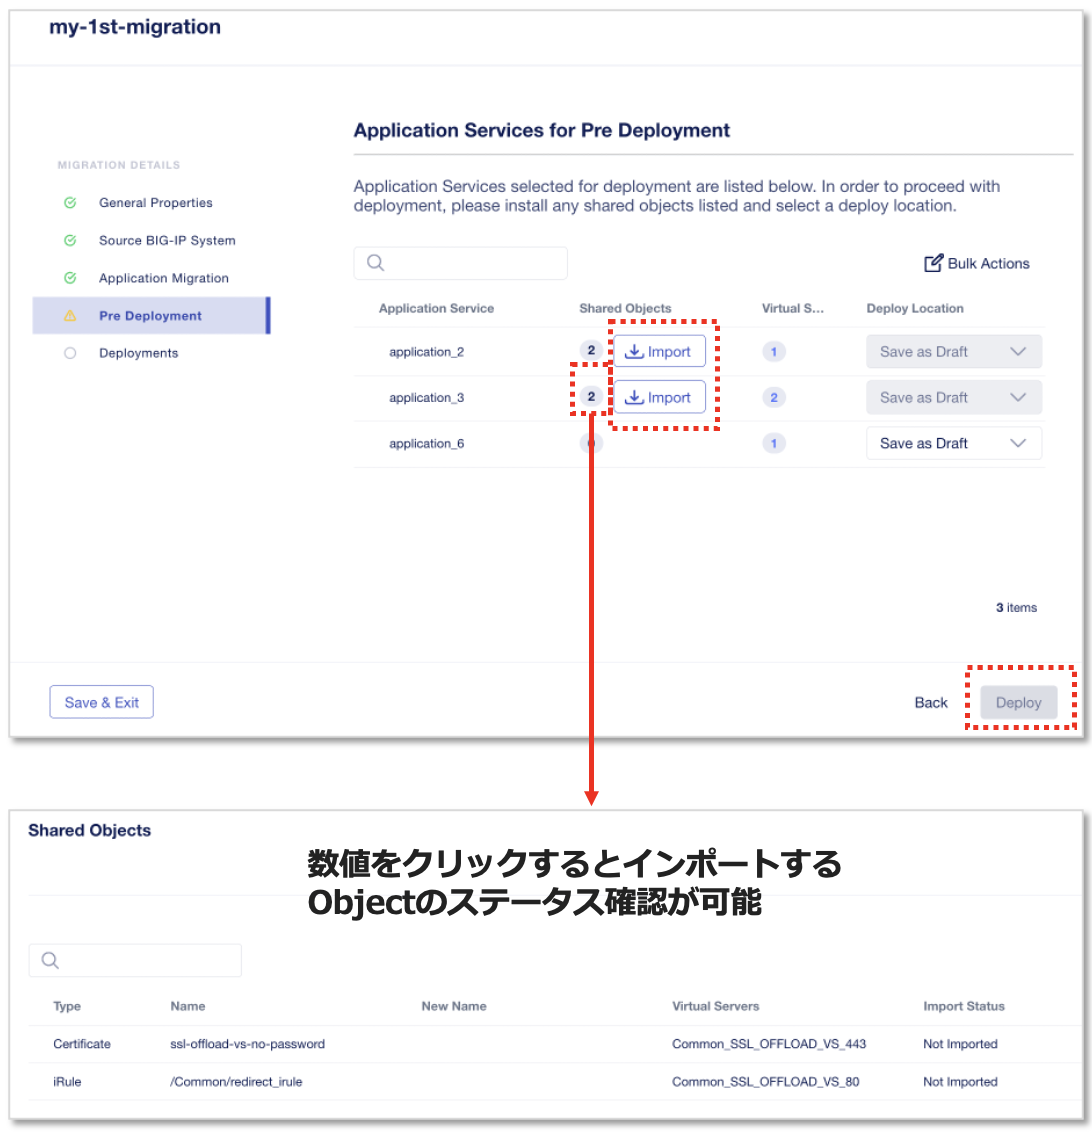 my-1st-migration
Application Services for Pre Deployment
MIGRATION DETAILS
General Properties
Source BIG-IP System
Application Migration
Pre Deployment
Deployments
Application Services selected for deployment are listed below. In order to proceed with
deployment, please install any shared objects listed and select a deploy location.
Bulk Actions
Application Service Shared Objects Virtual S... Deploy Location
application_2 2 Import 1 Save as Draft
application_3 2 Import 2 Save as Draft
application_6 1 Save as Draft
3 items
Save & Exit Back Deploy
Shared Objects
数値をクリックするとインポートする
Objectのステータス確認が可能
Type Name New Name Virtual Servers Import Status
Certificate ssl-offload-vs-no-password Common_SSL_OFFLOAD_VS_443 Not Imported
iRule /Common/redirect_irule Common_SSL_OFFLOAD_VS_80 Not Imported